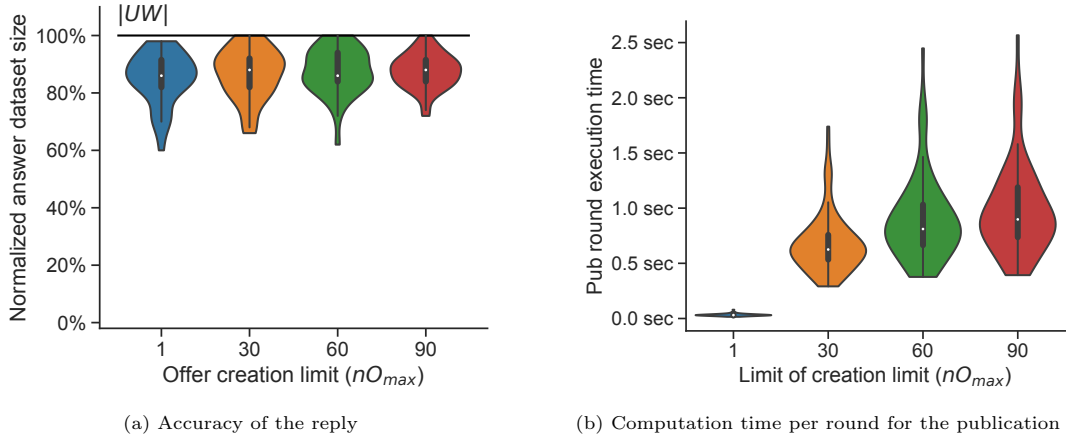 |UW|
100%
80%
60%
40%
20%
0%
Normalized answer dataset size
1 30 60 90
Offer creation limit (nO_max)
(a) Accuracy of the reply
2.5 sec
2.0 sec
1.5 sec
1.0 sec
0.5 sec
0.0 sec
Pub round execution time
1 30 60 90
Limit of creation limit (nO_max)
(b) Computation time per round for the publication